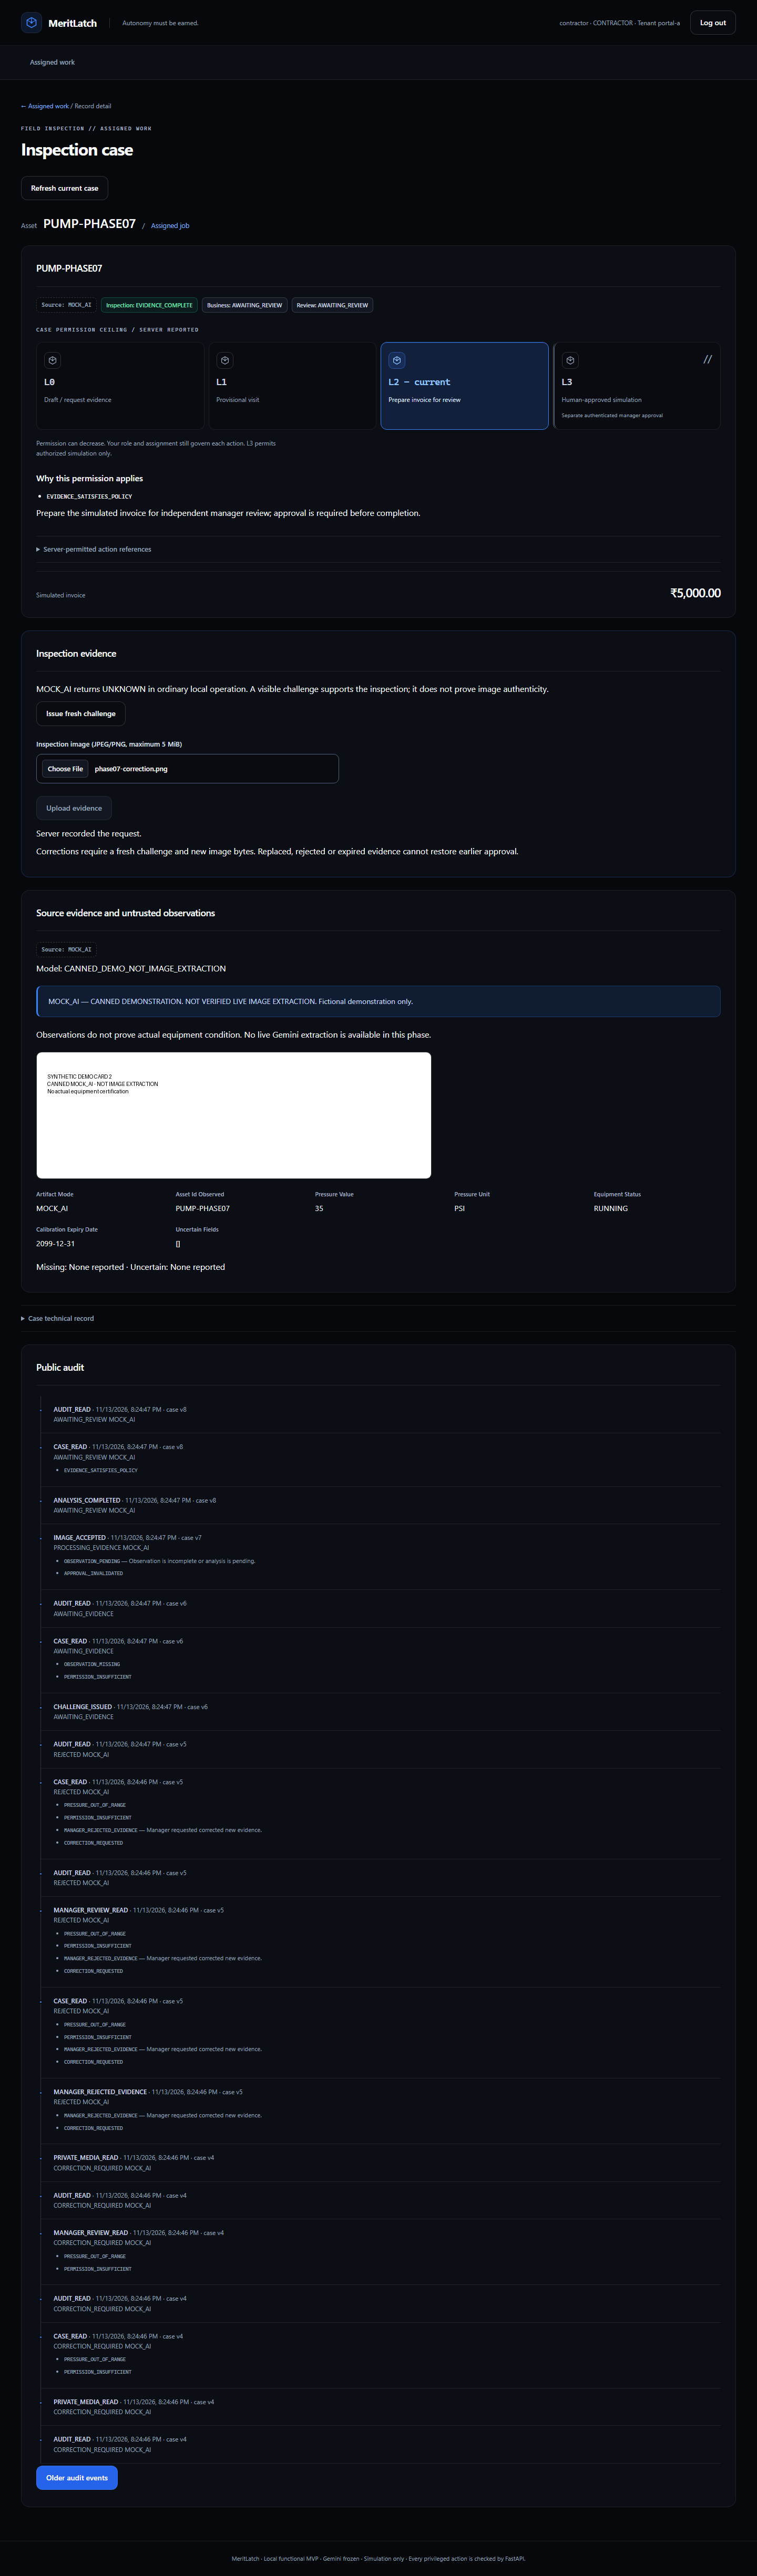 MeritLatch
Autonomy must be earned.
contractor · CONTRACTOR · Tenant portal-a
Log out
Assigned work
← Assigned work / Record detail
FIELD INSPECTION // ASSIGNED WORK
Inspection case
Refresh current case
Asset PUMP-PHASE07 / Assigned job
PUMP-PHASE07
Source: MOCK_AI
Inspection: EVIDENCE_COMPLETE
Business: AWAITING_REVIEW
Review: AWAITING_REVIEW
CASE PERMISSION CEILING / SERVER REPORTED
L0
Draft / request evidence
L1
Provisional visit
L2 — current
Prepare invoice for review
//
L3
Human-approved simulation
Separate authenticated manager approval
Permission can decrease. Your role and assignment still govern each action. L3 permits
authorized simulation only.
Why this permission applies
• EVIDENCE_SATISFIES_POLICY
Prepare the simulated invoice for independent manager review; approval is required before completion.
▶ Server-permitted action references
Simulated invoice
₹5,000.00
Inspection evidence
MOCK_AI returns UNKNOWN in ordinary local operation. A visible challenge supports the inspection; it does not prove image authenticity.
Issue fresh challenge
Inspection image (JPEG/PNG, maximum 5 MiB)
Choose File phase07-correction.png
Upload evidence
Server recorded the request.
Corrections require a fresh challenge and new image bytes. Replaced, rejected or expired evidence cannot restore earlier approval.
Source evidence and untrusted observations
Source: MOCK_AI
Model: CANNED_DEMO_NOT_IMAGE_EXTRACTION
MOCK_AI — CANNED DEMONSTRATION. NOT VERIFIED LIVE IMAGE EXTRACTION. Fictional demonstration only.
Observations do not prove actual equipment condition. No live Gemini extraction is available in this phase.
SYNTHETIC DEMO CARD 2
CANNED MOCK_AI - NOT IMAGE EXTRACTION
No actual equipment certification
Artifact Mode
MOCK_AI
Asset Id Observed
PUMP-PHASE07
Pressure Value
35
Pressure Unit
PSI
Equipment Status
RUNNING
Calibration Expiry Date
2099-12-31
Uncertain Fields
[]
Missing: None reported · Uncertain: None reported
▶ Case technical record
Public audit
AUDIT_READ · 11/13/2026, 8:24:47 PM · case v8
AWAITING_REVIEW MOCK_AI
CASE_READ · 11/13/2026, 8:24:47 PM · case v8
AWAITING_REVIEW MOCK_AI
• EVIDENCE_SATISFIES_POLICY
ANALYSIS_COMPLETED · 11/13/2026, 8:24:47 PM · case v8
AWAITING_REVIEW MOCK_AI
IMAGE_ACCEPTED · 11/13/2026, 8:24:47 PM · case v7
PROCESSING_EVIDENCE MOCK_AI
• OBSERVATION_PENDING — Observation is incomplete or analysis is pending.
• APPROVAL_INVALIDATED
AUDIT_READ · 11/13/2026, 8:24:47 PM · case v6
AWAITING_EVIDENCE
CASE_READ · 11/13/2026, 8:24:47 PM · case v6
AWAITING_EVIDENCE
• OBSERVATION_MISSING
• PERMISSION_INSUFFICIENT
CHALLENGE_ISSUED · 11/13/2026, 8:24:47 PM · case v6
AWAITING_EVIDENCE
AUDIT_READ · 11/13/2026, 8:24:47 PM · case v5
REJECTED MOCK_AI
CASE_READ · 11/13/2026, 8:24:46 PM · case v5
REJECTED MOCK_AI
• PRESSURE_OUT_OF_RANGE
• PERMISSION_INSUFFICIENT
• MANAGER_REJECTED_EVIDENCE — Manager requested corrected new evidence.
• CORRECTION_REQUESTED
AUDIT_READ · 11/13/2026, 8:24:46 PM · case v5
REJECTED MOCK_AI
MANAGER_REVIEW_READ · 11/13/2026, 8:24:46 PM · case v5
REJECTED MOCK_AI
• PRESSURE_OUT_OF_RANGE
• PERMISSION_INSUFFICIENT
• MANAGER_REJECTED_EVIDENCE — Manager requested corrected new evidence.
• CORRECTION_REQUESTED
CASE_READ · 11/13/2026, 8:24:46 PM · case v5
REJECTED MOCK_AI
• PRESSURE_OUT_OF_RANGE
• PERMISSION_INSUFFICIENT
• MANAGER_REJECTED_EVIDENCE — Manager requested corrected new evidence.
• CORRECTION_REQUESTED
MANAGER_REJECTED_EVIDENCE · 11/13/2026, 8:24:46 PM · case v5
REJECTED MOCK_AI
• MANAGER_REJECTED_EVIDENCE — Manager requested corrected new evidence.
• CORRECTION_REQUESTED
PRIVATE_MEDIA_READ · 11/13/2026, 8:24:46 PM · case v4
CORRECTION_REQUIRED MOCK_AI
AUDIT_READ · 11/13/2026, 8:24:46 PM · case v4
CORRECTION_REQUIRED MOCK_AI
MANAGER_REVIEW_READ · 11/13/2026, 8:24:46 PM · case v4
CORRECTION_REQUIRED MOCK_AI
• PRESSURE_OUT_OF_RANGE
• PERMISSION_INSUFFICIENT
AUDIT_READ · 11/13/2026, 8:24:46 PM · case v4
CORRECTION_REQUIRED MOCK_AI
CASE_READ · 11/13/2026, 8:24:46 PM · case v4
CORRECTION_REQUIRED MOCK_AI
• PRESSURE_OUT_OF_RANGE
• PERMISSION_INSUFFICIENT
PRIVATE_MEDIA_READ · 11/13/2026, 8:24:46 PM · case v4
CORRECTION_REQUIRED MOCK_AI
AUDIT_READ · 11/13/2026, 8:24:46 PM · case v4
CORRECTION_REQUIRED MOCK_AI
Older audit events
MeritLatch · Local functional MVP. · Gemini frozen · Simulation only · Every privileged action is checked by FastAPI.